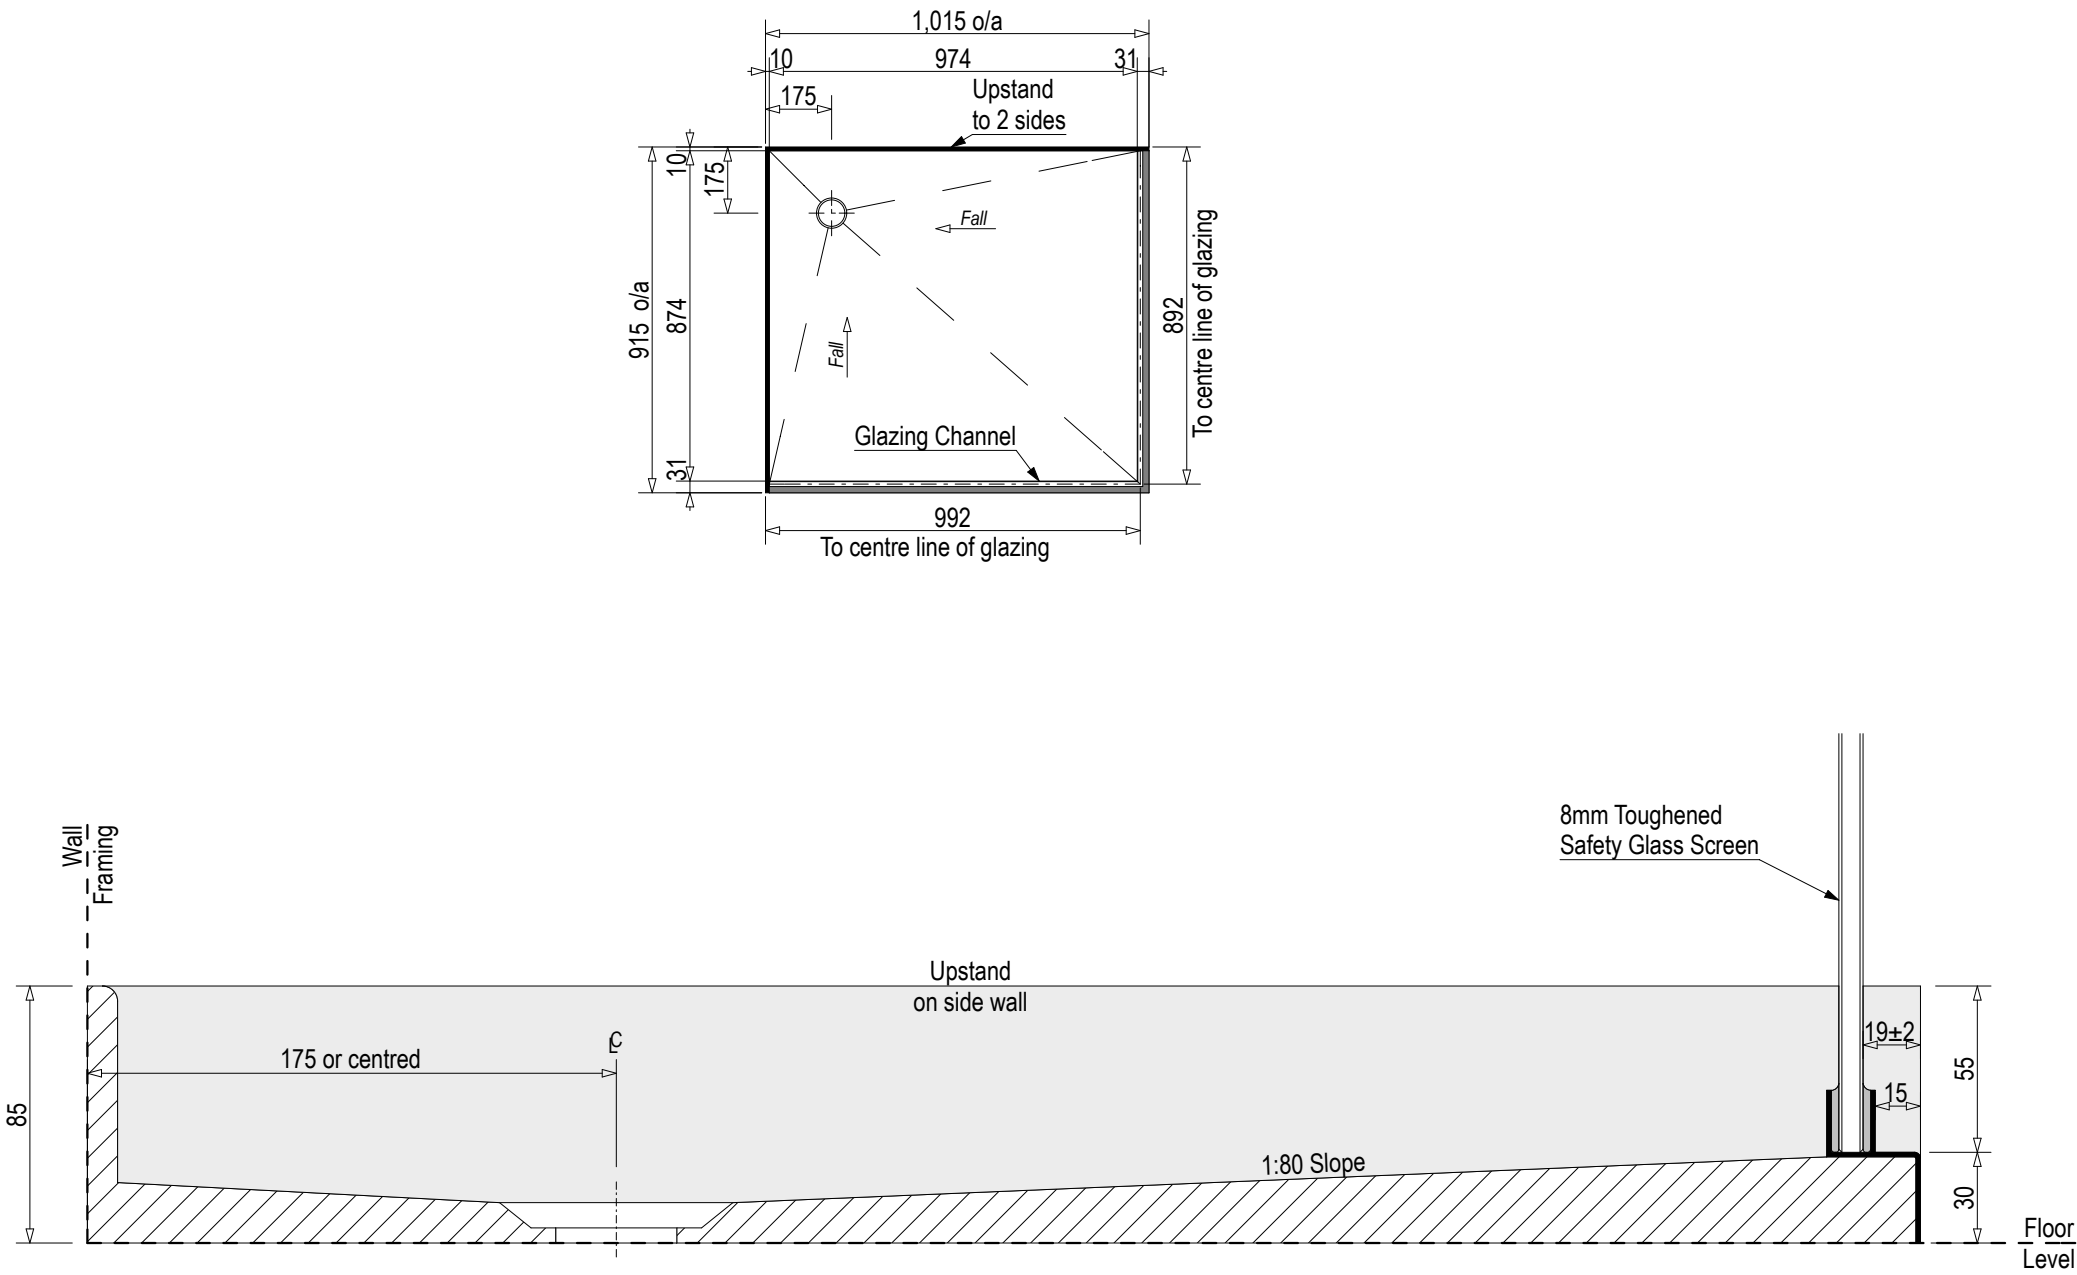 1,015 o/a
10
974
31
175
Upstand
to 2 sides
10
175
915 o/a
874
31
Fall
Fall
892
To centre line of glazing
Glazing Channel
992
To centre line of glazing
Wall
Framing
8mm Toughened
Safety Glass Screen
Upstand
on side wall
CL
175 or centred
85
19±2
55
15
1:80 Slope
30
Floor
Level